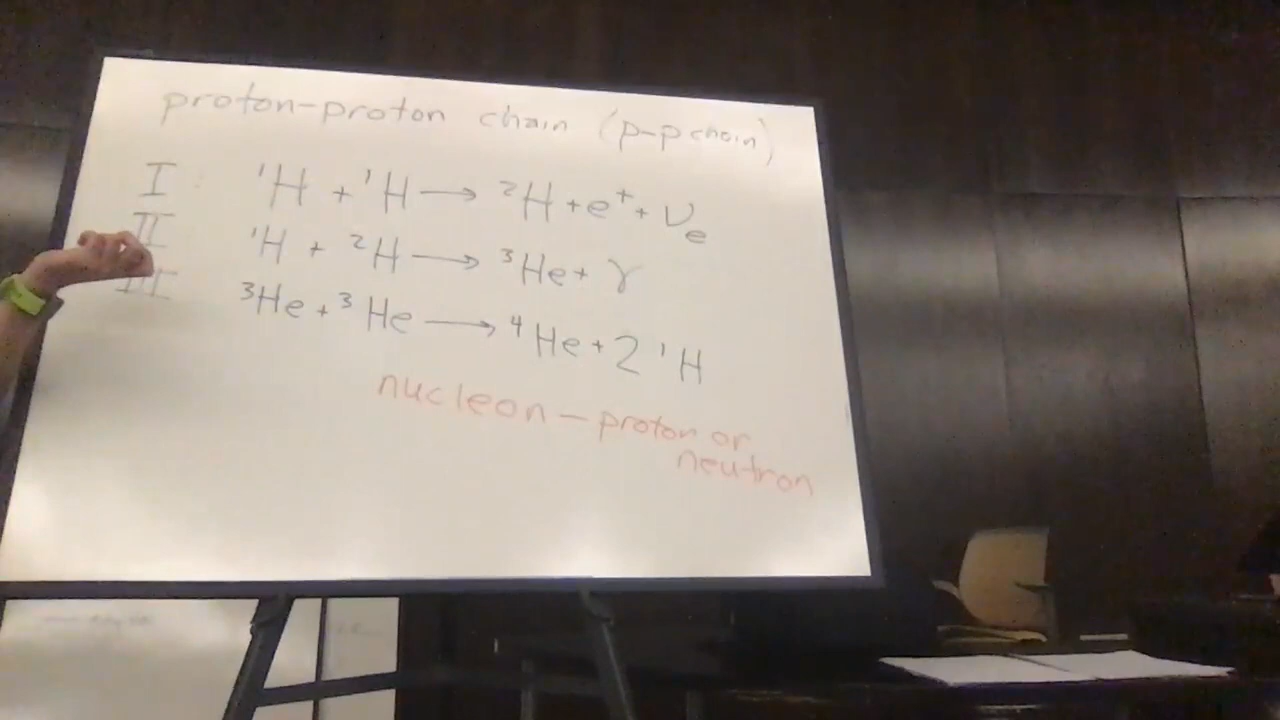 proton-proton chain (p-p chain)
I ¹H + ¹H → ²H + e⁺ + νₑ
II ¹H + ²H → ³He + γ
III ³He + ³He → ⁴He + 2 ¹H
nucleon – proton or
neutron